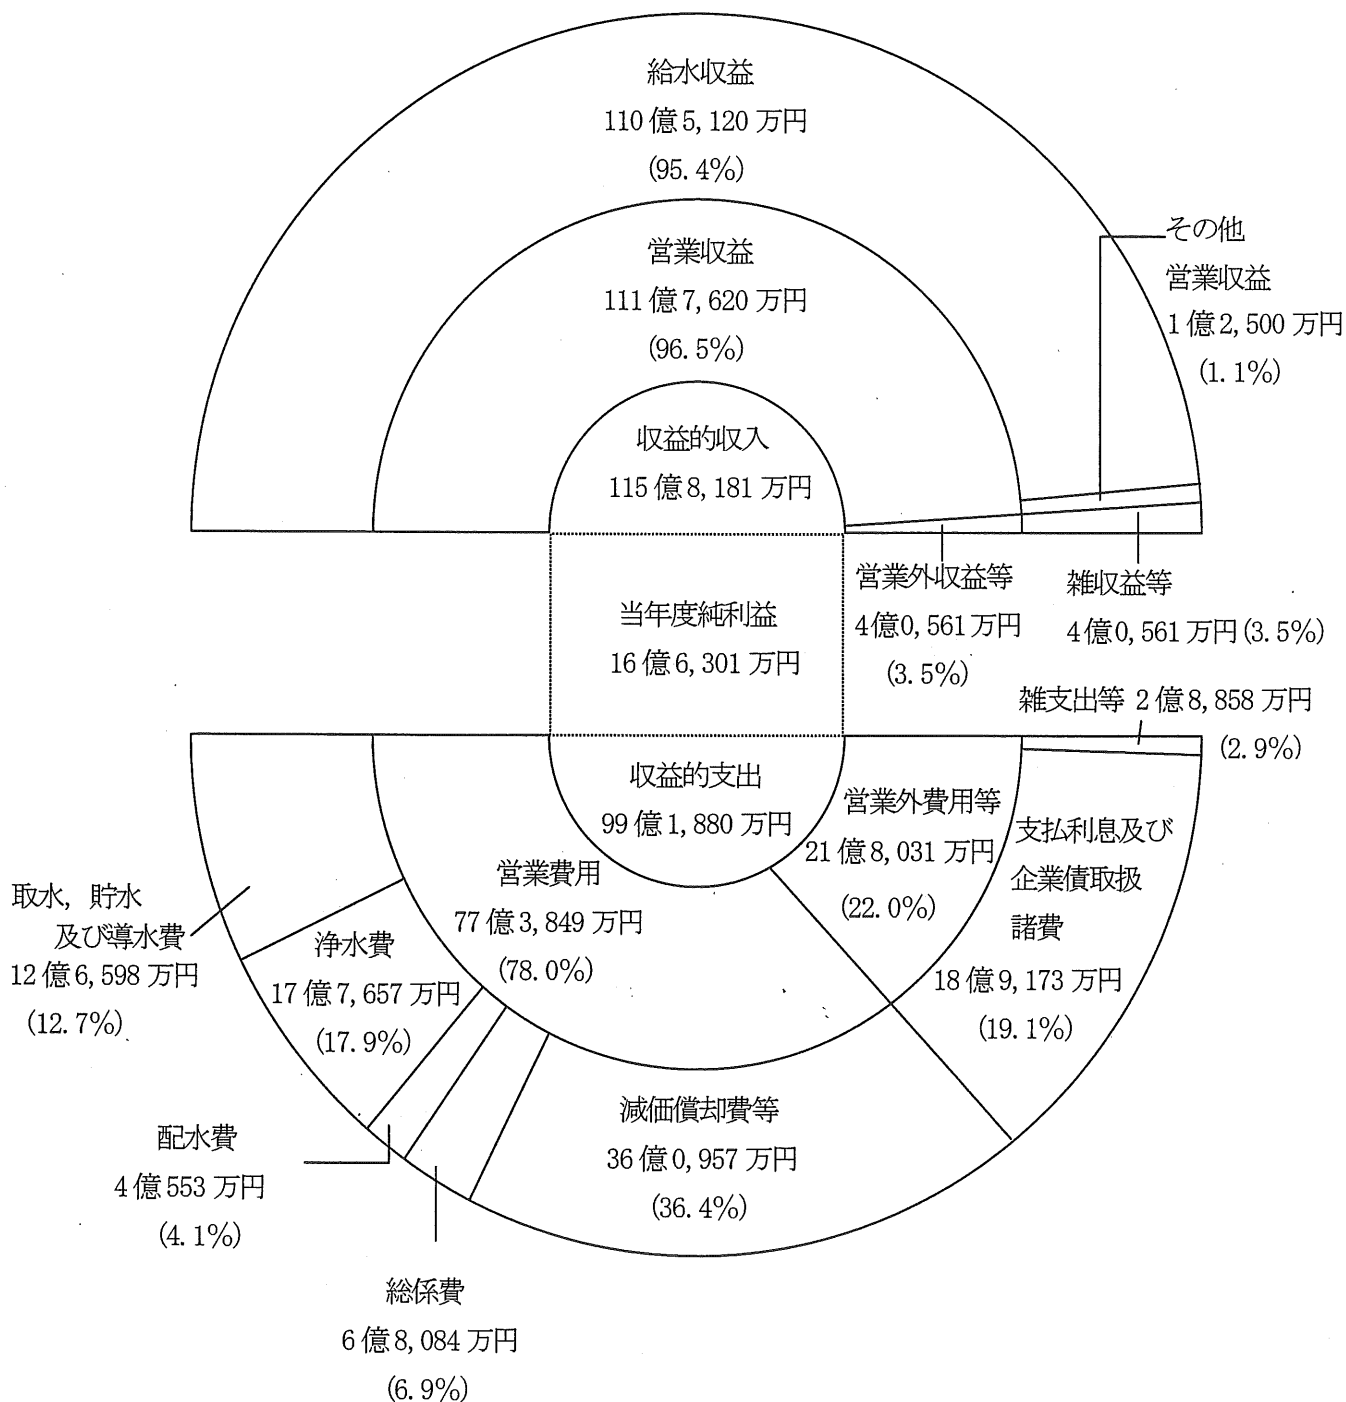 給水収益
110億5,120万円
(95.4%)
営業収益
111億7,620万円
(96.5%)
その他
営業収益
1億2,500万円
(1.1%)
収益的収入
115億8,181万円
営業外収益等
4億0,561万円
(3.5%)
雑収益等
4億0,561万円(3.5%)
当年度純利益
16億6,301万円
雑支出等 2億8,858万円
(2.9%)
収益的支出
99億1,880万円
営業外費用等
21億8,031万円
(22.0%)
支払利息及び
企業債取扱
諸費
18億9,173万円
(19.1%)
営業費用
77億3,849万円
(78.0%)
取水，貯水
及び導水費
12億6,598万円
(12.7%)
浄水費
17億7,657万円
(17.9%)
配水費
4億553万円
(4.1%)
総係費
6億8,084万円
(6.9%)
減価償却費等
36億0,957万円
(36.4%)